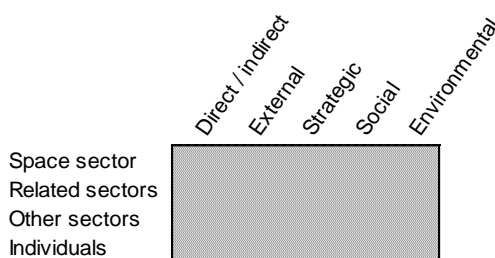 Direct / indirect
External
Strategic
Social
Environmental
Space sector
Related sectors
Other sectors
Individuals